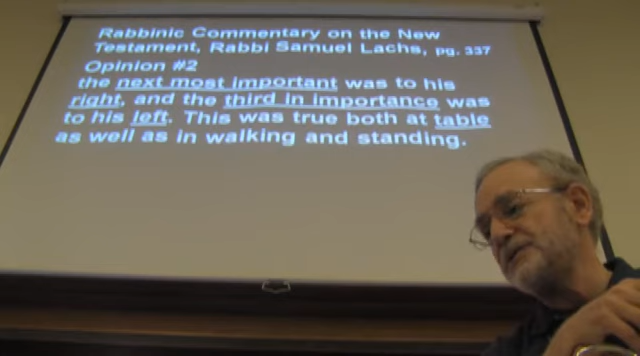 Rabbinic Commentary on the New
Testament, Rabbi Samuel Lachs, pg. 337
Opinion #2
the next most important was to his
right, and the third in importance was
to his left. This was true both at table
as well as in walking and standing.